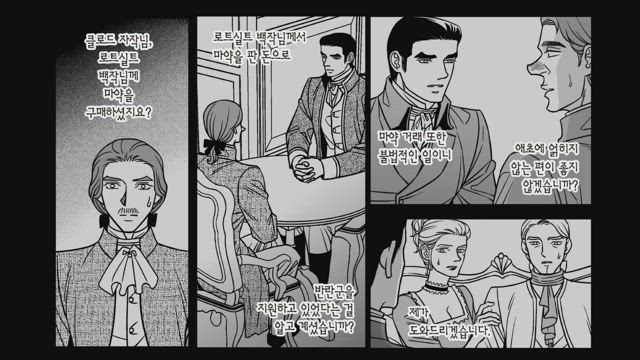 클로드 자작님,
로트실트
백작님께
마약을
구매하셨지요?
로트실트 백작님께서
마약을 판 돈으로
반란군을
지원하고 있었다는 걸
알고 계셨습니까?
마약 거래 또한
불법적인 일이니
애초에 얽히지
않는 편이 좋지
않겠습니까?
제가
도와드리겠습니다.